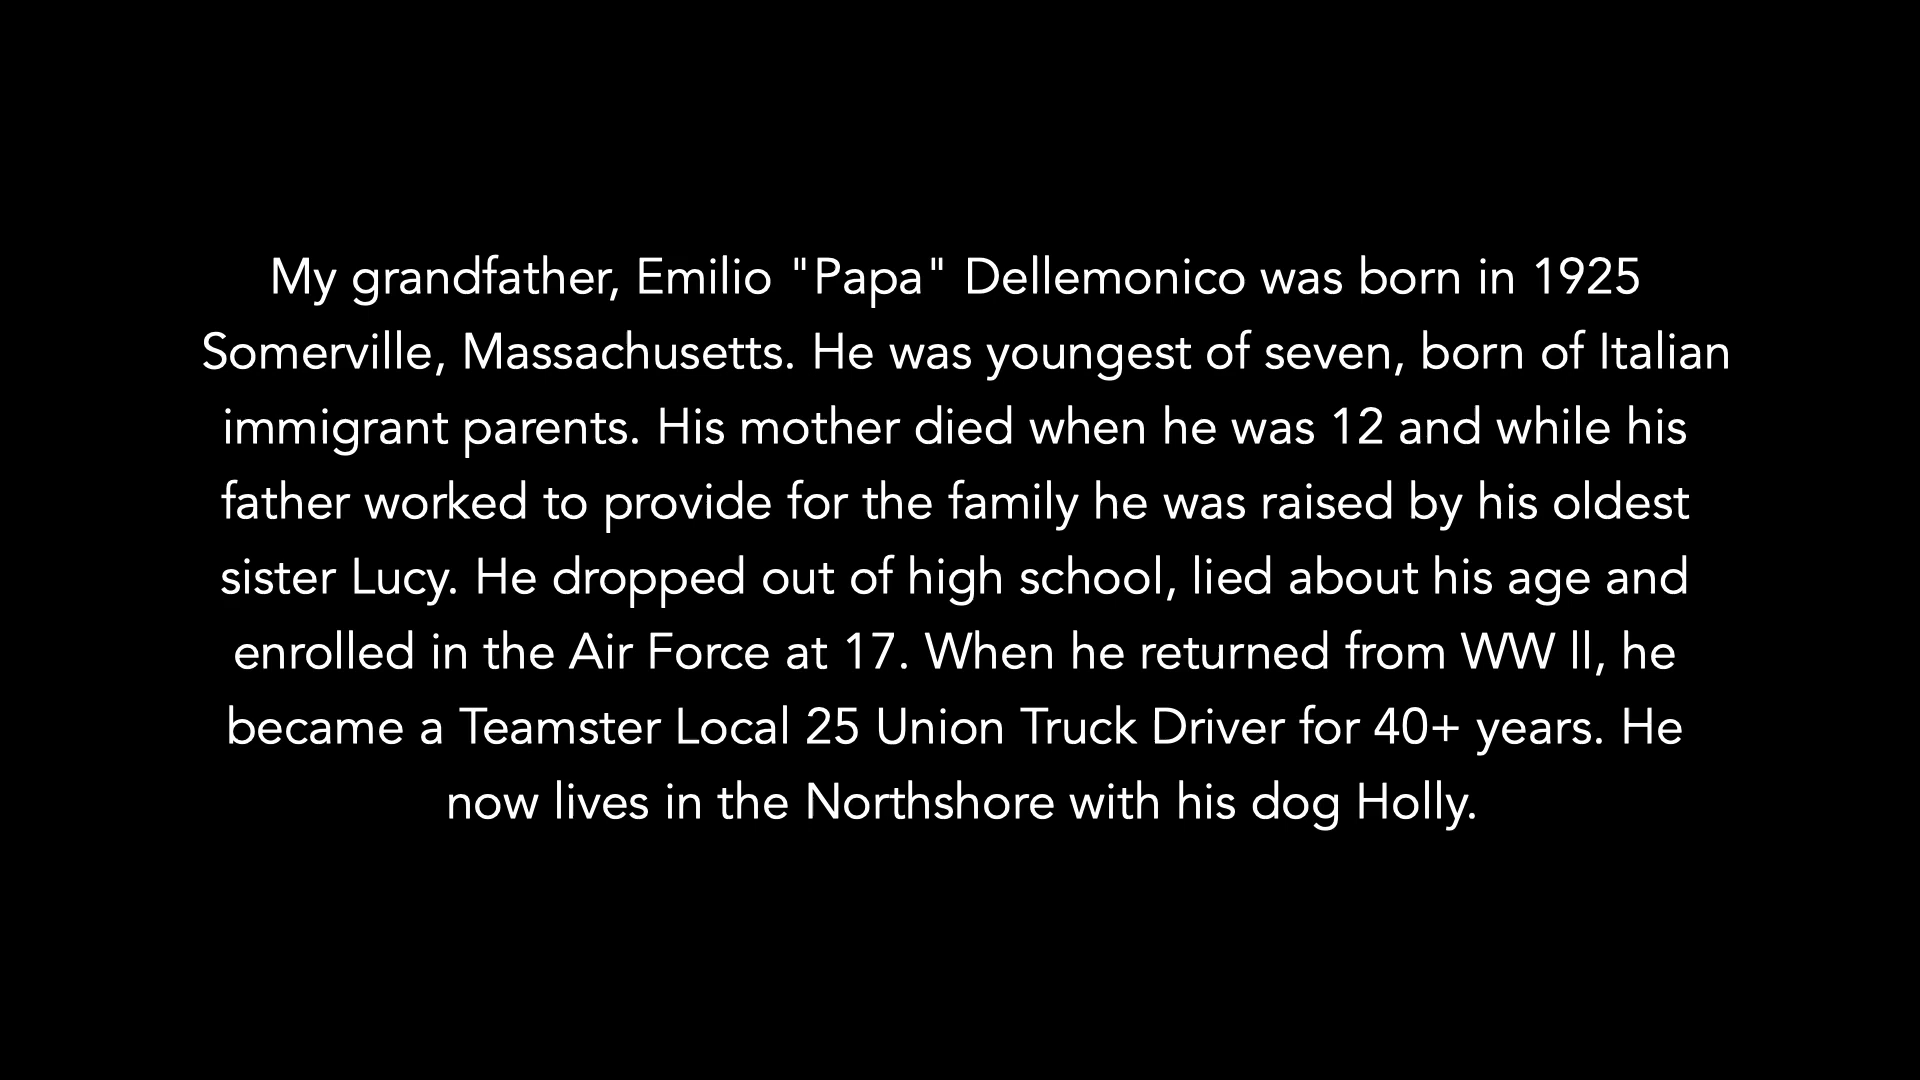 My grandfather, Emilio "Papa" Dellemonico was born in 1925
Somerville, Massachusetts. He was youngest of seven, born of Italian
immigrant parents. His mother died when he was 12 and while his
father worked to provide for the family he was raised by his oldest
sister Lucy. He dropped out of high school, lied about his age and
enrolled in the Air Force at 17. When he returned from WW ll, he
became a Teamster Local 25 Union Truck Driver for 40+ years. He
now lives in the Northshore with his dog Holly.